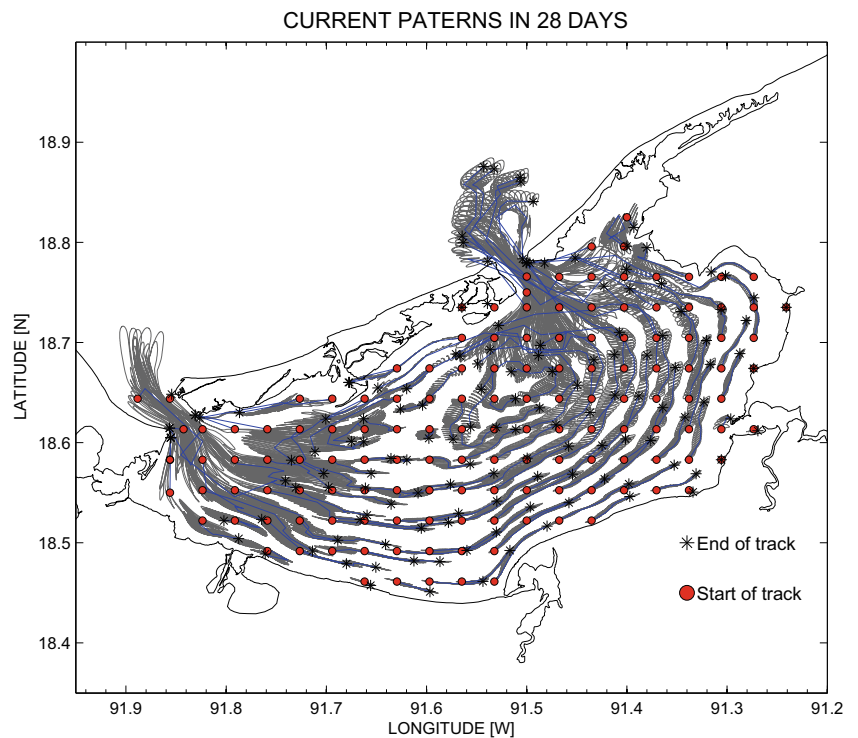 CURRENT PATERNS IN 28 DAYS
18.9
18.8
18.7
18.6
18.5
18.4
LATITUDE [N]
End of track
Start of track
91.9
91.8
91.7
91.6
91.5
91.4
91.3
91.2
LONGITUDE [W]